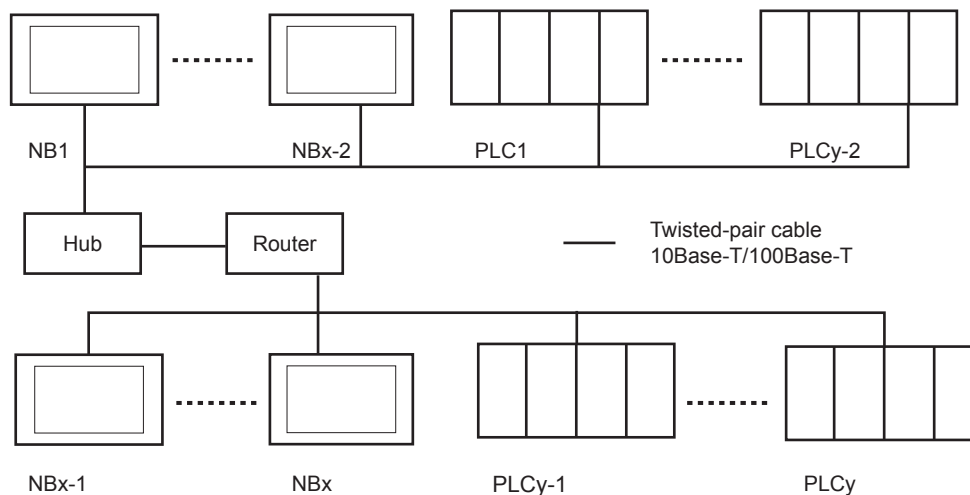 NB1
NBx-2
PLC1
PLCy-2
Hub
Router
Twisted-pair cable
10Base-T/100Base-T
NBx-1
NBx
PLCy-1
PLCy